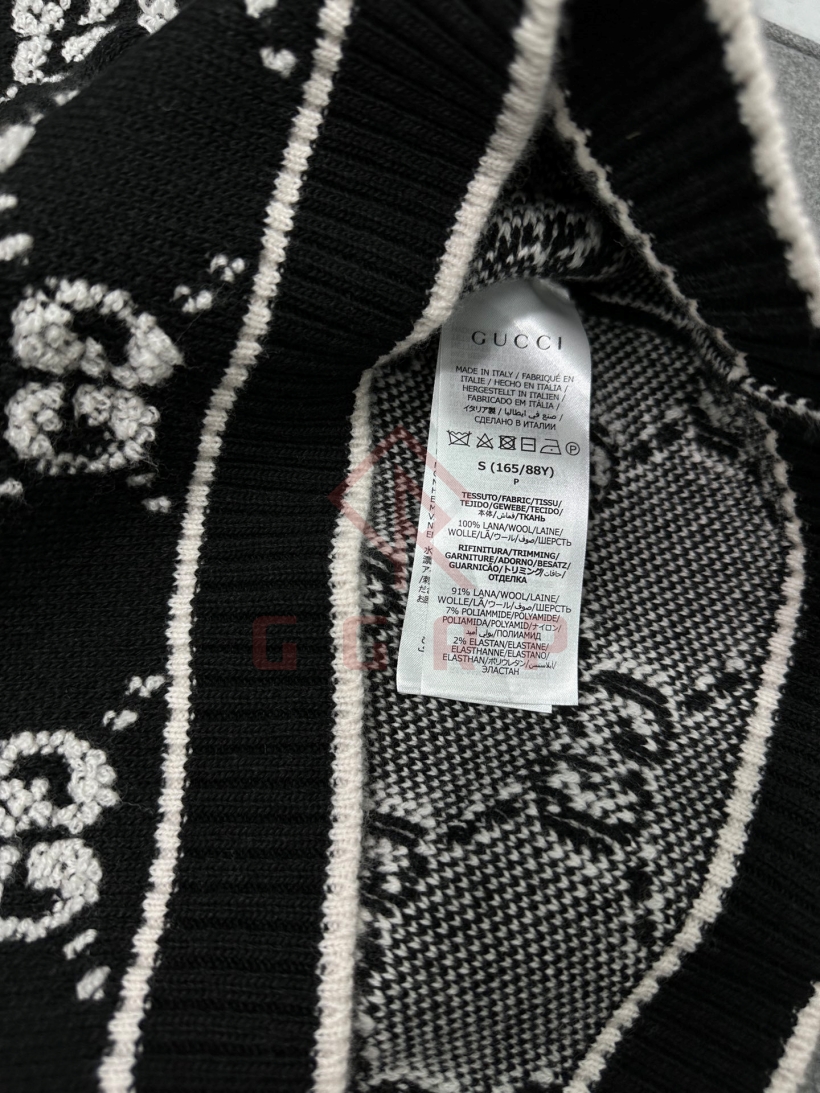 GUCCI
MADE IN ITALY / FABRIQUÉ EN
ITALIE / HECHO EN ITALIA /
HERGESTELLT IN ITALIEN /
FABRICADO EM ITÁLIA /
イタリア製 / صنع في ايطاليا /
СДЕЛАНО В ИТАЛИИ
P
S (165/88Y)
P
TESSUTO/FABRIC/TISSU/
TEJIDO/GEWEBE/TECIDO/
本体/قماش/ТКАНЬ
100% LANA/WOOL/LAINE/
WOLLE/LÃ/ウール/صوف/ШЕРСТЬ
RIFINITURA/TRIMMING/
GARNITURE/ADORNO/BESATZ/
GUARNICÃO/トリミング/حافات/
ОТДЕЛКА
91% LANA/WOOL/LAINE/
WOLLE/LÃ/ウール/صوف/ШЕРСТЬ
7% POLIAMMIDE/POLYAMIDE/
POLIAMIDA/POLYAMID/ナイロン/
بولي أميد/ПОЛИАМИД
2% ELASTAN/ELASTANE/
ELASTHANNE/ELASTANO/
ELASTHAN/ポリウレタン/ايلاستين/
ЭЛАСТАН